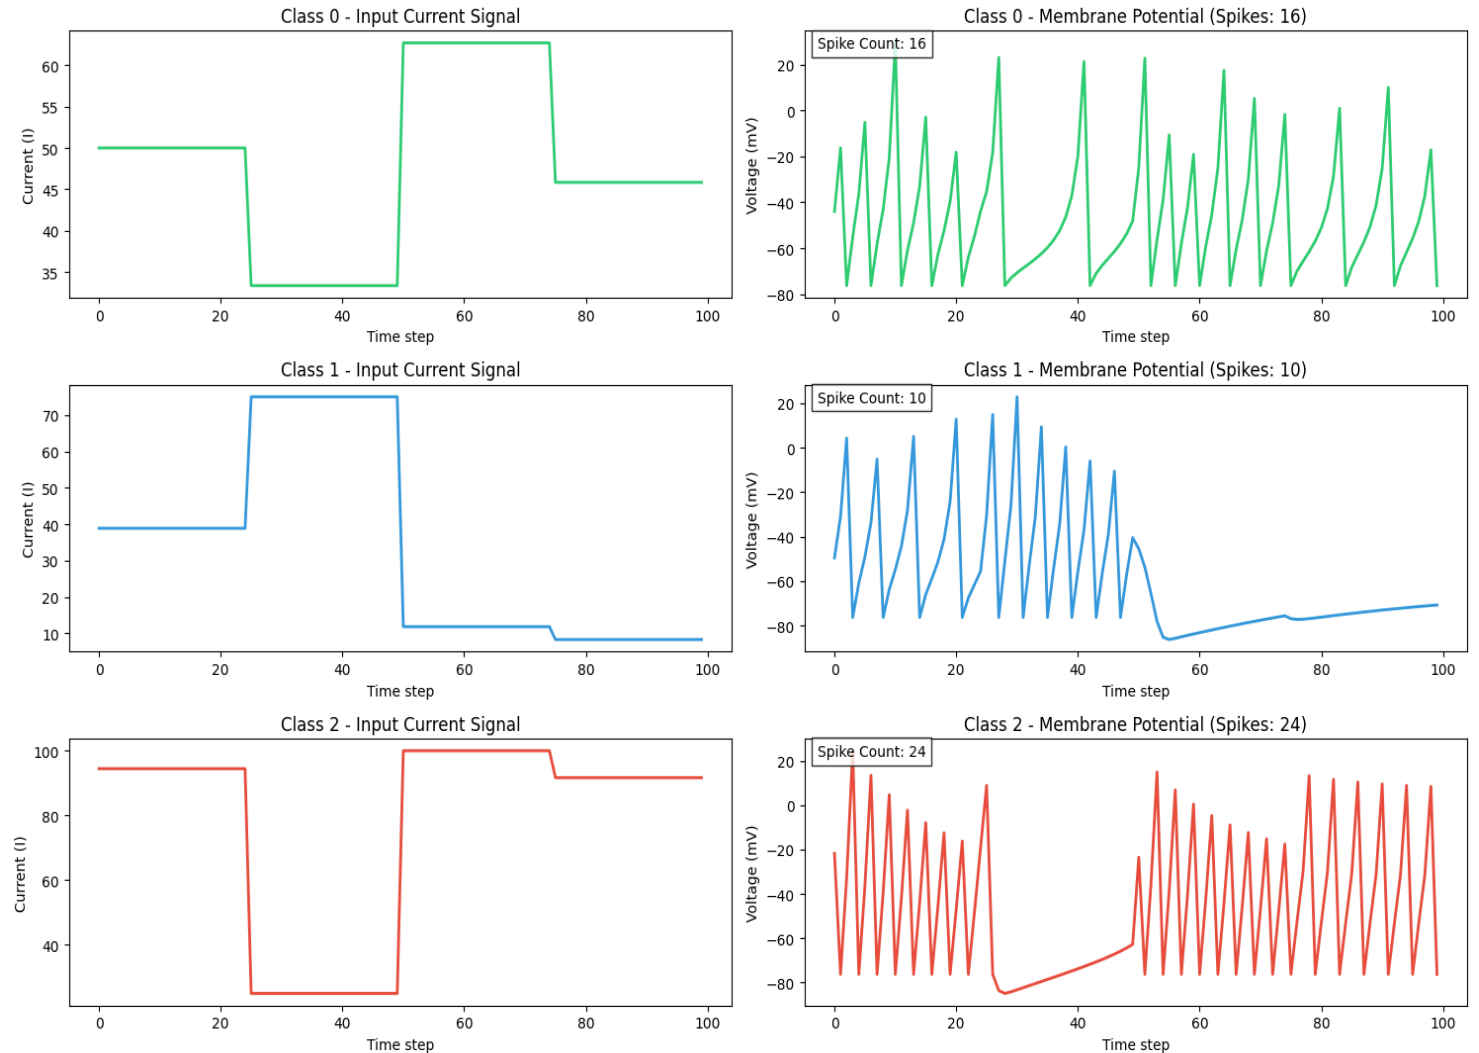 Class 0 - Input Current Signal
Current (I)
60
55
50
45
40
35
0 20 40 60 80 100
Time step
Class 0 - Membrane Potential (Spikes: 16)
Spike Count: 16
Voltage (mV)
20
0
−20
−40
−60
−80
0 20 40 60 80 100
Time step
Class 1 - Input Current Signal
Current (I)
70
60
50
40
30
20
10
0 20 40 60 80 100
Time step
Class 1 - Membrane Potential (Spikes: 10)
Spike Count: 10
Voltage (mV)
20
0
−20
−40
−60
−80
0 20 40 60 80 100
Time step
Class 2 - Input Current Signal
Current (I)
100
80
60
40
0 20 40 60 80 100
Time step
Class 2 - Membrane Potential (Spikes: 24)
Spike Count: 24
Voltage (mV)
20
0
−20
−40
−60
−80
0 20 40 60 80 100
Time step